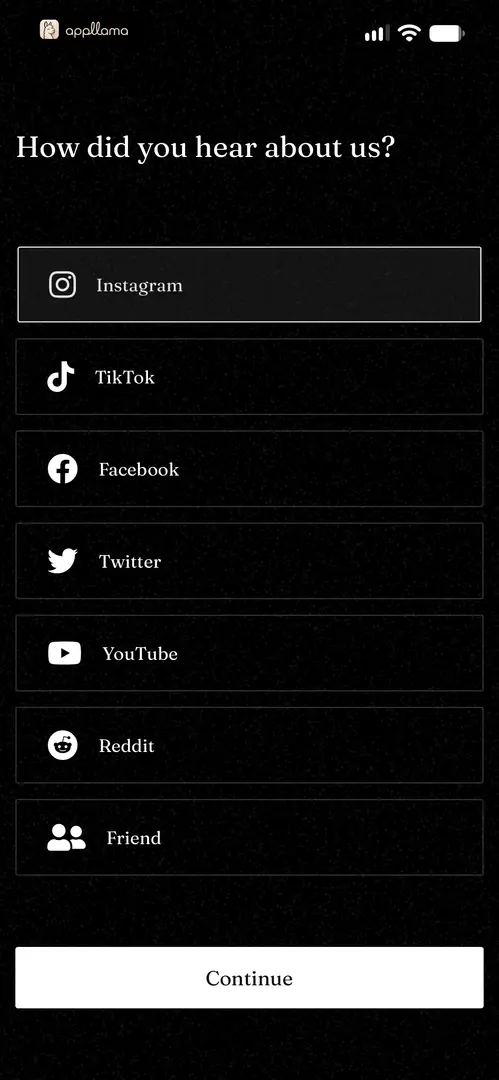 appllama
How did you hear about us?
Instagram
TikTok
Facebook
Twitter
YouTube
Reddit
Friend
Continue